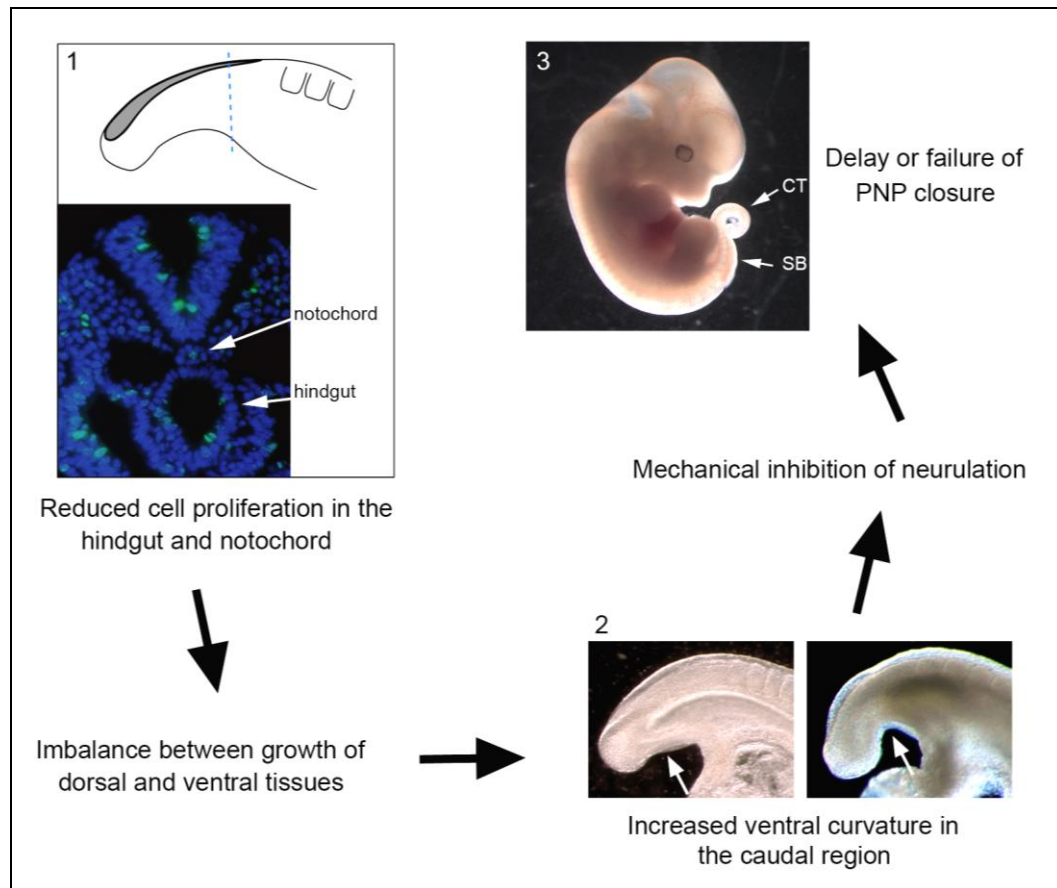 1
notochord
hindgut
Reduced cell proliferation in the
hindgut and notochord
Imbalance between growth of
dorsal and ventral tissues
2
Increased ventral curvature in
the caudal region
Mechanical inhibition of neurulation
3
CT
SB
Delay or failure of
PNP closure